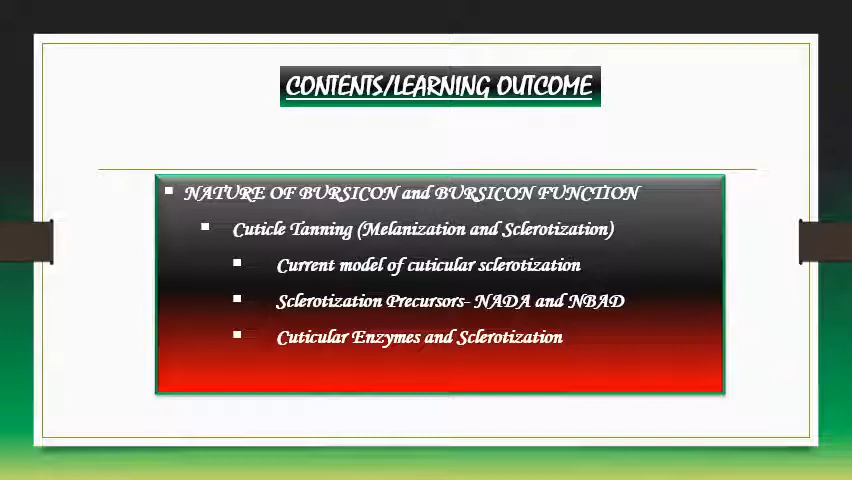 CONTENTS/LEARNING OUTCOME
▪ NATURE OF BURSICON and BURSICON FUNCTION
▪ Cuticle Tanning (Melanization and Sclerotization)
▪ Current model of cuticular sclerotization
▪ Sclerotization Precursors- NADA and NBAD
▪ Cuticular Enzymes and Sclerotization